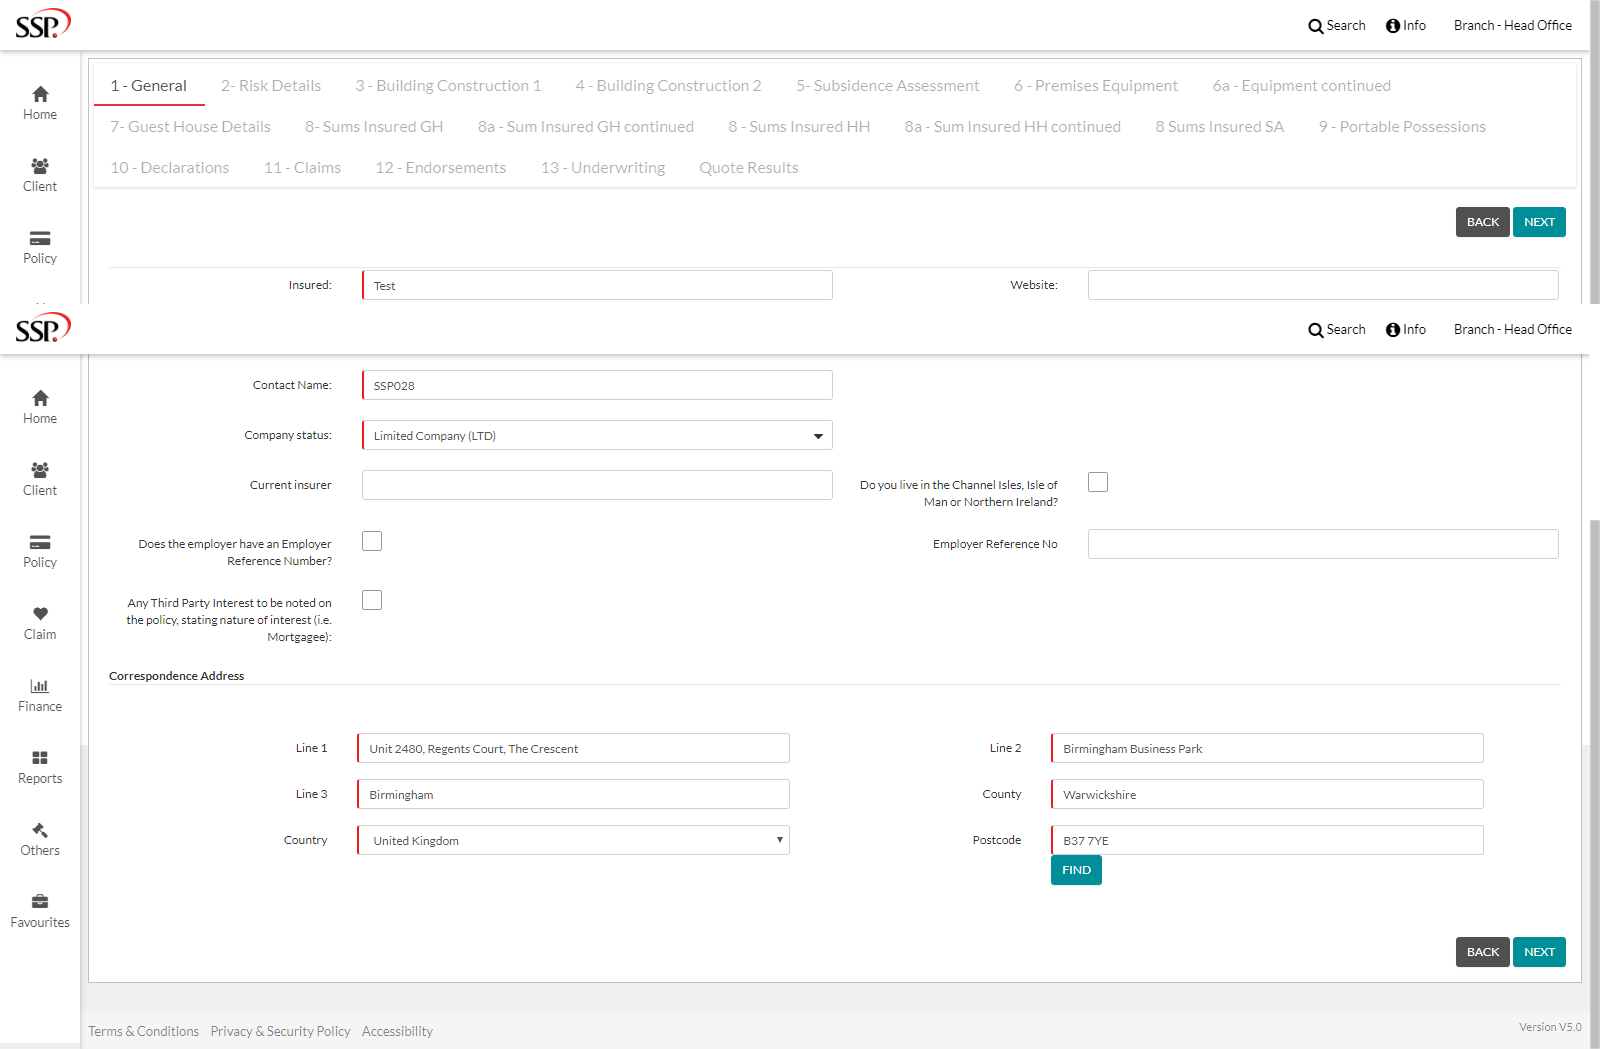 SSP.
Search Info Branch - Head Office
Home
Client
Policy
1 - General 2- Risk Details 3 - Building Construction 1 4 - Building Construction 2 5- Subsidence Assessment 6 - Premises Equipment 6a - Equipment continued
7- Guest House Details 8- Sums Insured GH 8a - Sum Insured GH continued 8 - Sums Insured HH 8a - Sum Insured HH continued 8 Sums Insured SA 9 - Portable Possessions
10 - Declarations 11 - Claims 12 - Endorsements 13 - Underwriting Quote Results
BACK NEXT
Insured: Test Website:
SSP.
Search Info Branch - Head Office
Home
Client
Policy
Claim
Finance
Reports
Others
Favourites
Contact Name: SSP028
Company status: Limited Company (LTD)
Current insurer
Do you live in the Channel Isles, Isle of
Man or Northern Ireland?
Does the employer have an Employer
Reference Number?
Employer Reference No
Any Third Party Interest to be noted on
the policy, stating nature of interest (i.e.
Mortgagee):
Correspondence Address
Line 1 Unit 2480, Regents Court, The Crescent Line 2 Birmingham Business Park
Line 3 Birmingham County Warwickshire
Country United Kingdom Postcode B37 7YE
FIND
BACK NEXT
Terms & Conditions Privacy & Security Policy Accessibility Version V5.0